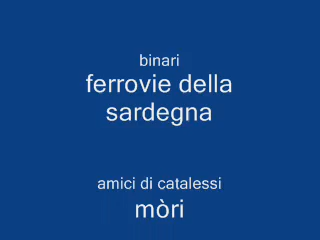 binari
ferrovie della
sardegna
amici di catalessi
mòri